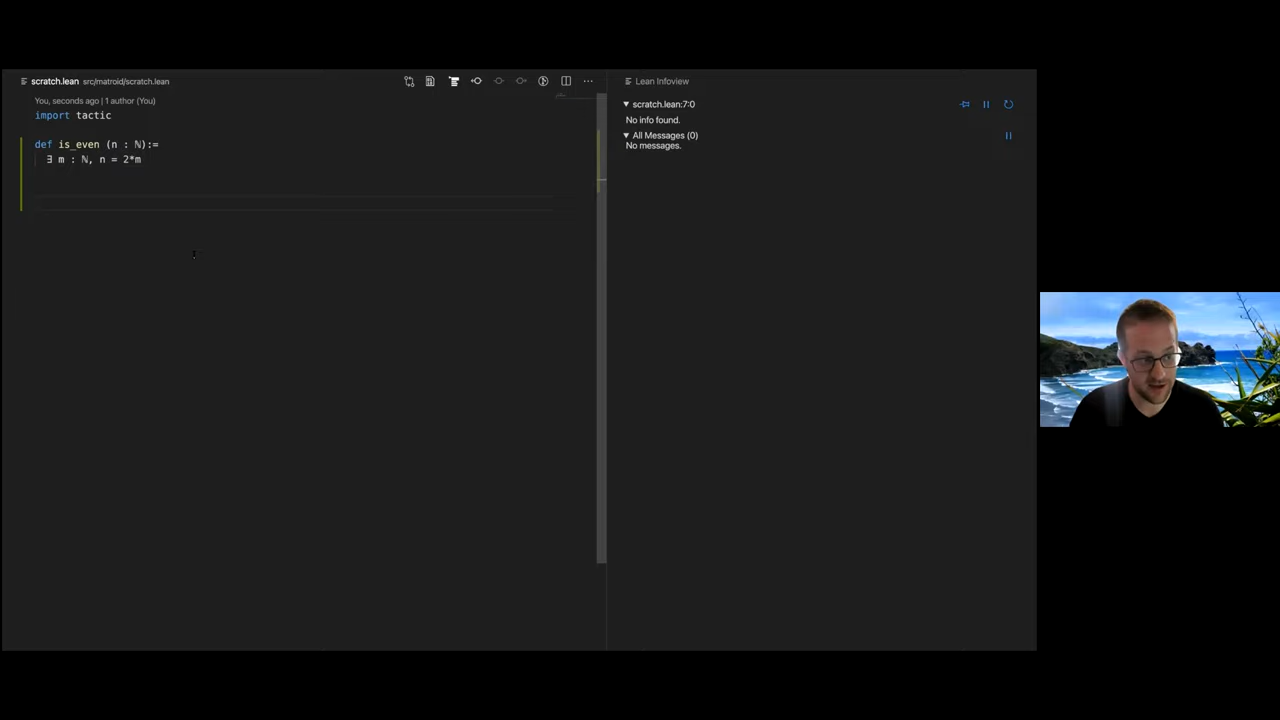 scratch.lean src/matroid/scratch.lean
You, seconds ago | 1 author (You)
import tactic
def is_even (n : ℕ):=
∃ m : ℕ, n = 2*m
Lean Infoview
scratch.lean:7:0
No info found.
All Messages (0)
No messages.